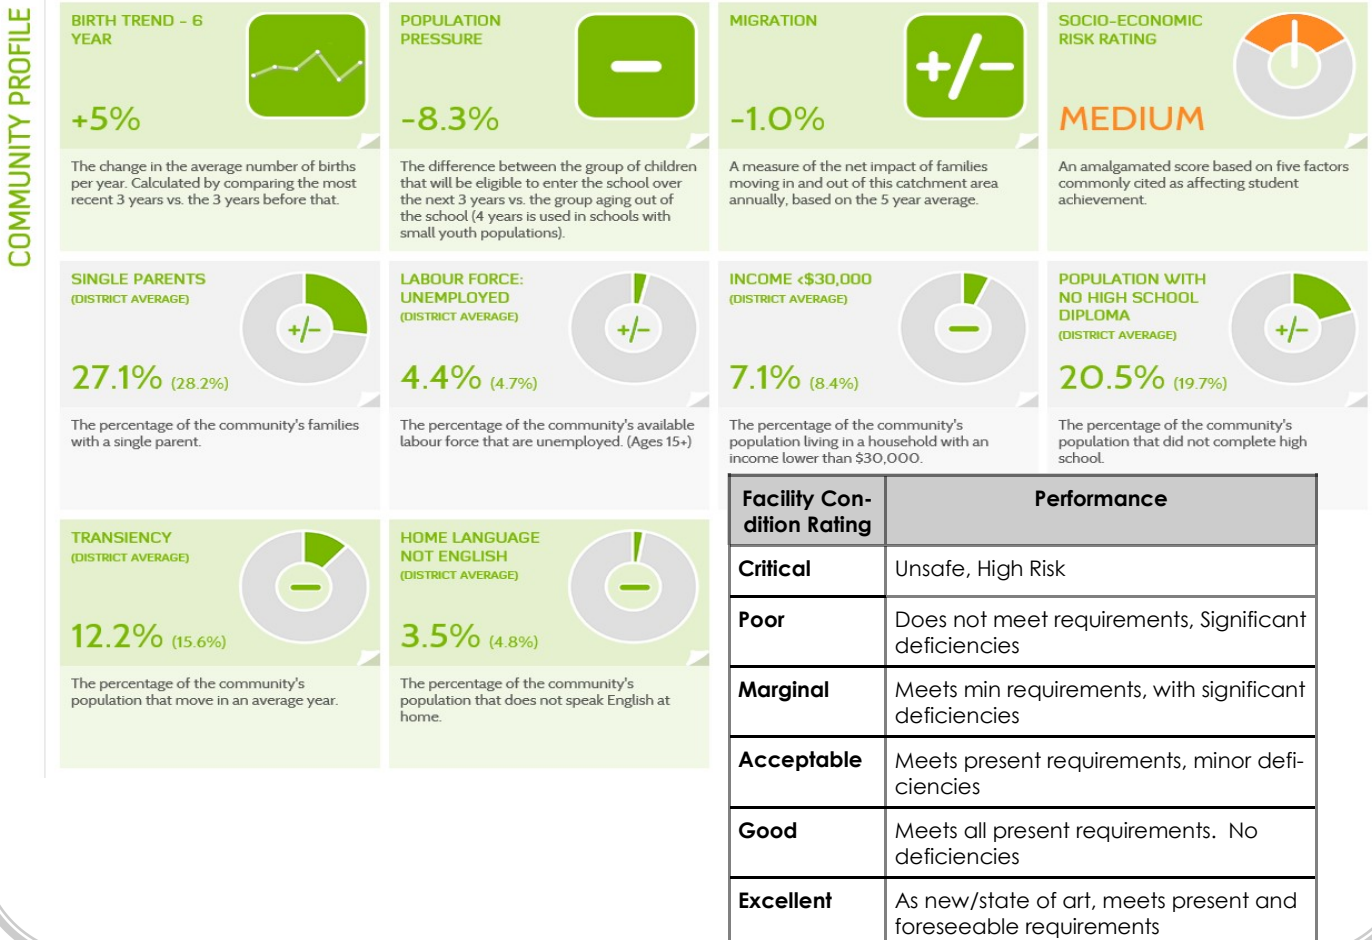 COMMUNITY PROFILE
BIRTH TREND - 6
YEAR
+5%
The change in the average number of births
per year. Calculated by comparing the most
recent 3 years vs. the 3 years before that.
POPULATION
PRESSURE
-8.3%
The difference between the group of children
that will be eligible to enter the school over
the next 3 years vs. the group aging out of
the school (4 years is used in schools with
small youth populations).
MIGRATION
+/-
-1.0%
A measure of the net impact of families
moving in and out of this catchment area
annually, based on the 5 year average.
SOCIO-ECONOMIC
RISK RATING
MEDIUM
An amalgamated score based on five factors
commonly cited as affecting student
achievement.
SINGLE PARENTS
(DISTRICT AVERAGE)
+/-
27.1% (28.2%)
The percentage of the community's families
with a single parent.
LABOUR FORCE:
UNEMPLOYED
(DISTRICT AVERAGE)
+/-
4.4% (4.7%)
The percentage of the community's available
labour force that are unemployed. (Ages 15+)
INCOME <$30,000
(DISTRICT AVERAGE)
7.1% (8.4%)
The percentage of the community's
population living in a household with an
income lower than $30,000.
POPULATION WITH
NO HIGH SCHOOL
DIPLOMA
(DISTRICT AVERAGE)
+/-
20.5% (19.7%)
The percentage of the community's
population that did not complete high
school.
TRANSIENCY
(DISTRICT AVERAGE)
12.2% (15.6%)
The percentage of the community's
population that move in an average year.
HOME LANGUAGE
NOT ENGLISH
(DISTRICT AVERAGE)
3.5% (4.8%)
The percentage of the community's
population that does not speak English at
home.
Facility Con-
dition Rating
Performance
Critical
Unsafe, High Risk
Poor
Does not meet requirements, Significant
deficiencies
Marginal
Meets min requirements, with significant
deficiencies
Acceptable
Meets present requirements, minor defi-
ciencies
Good
Meets all present requirements.  No
deficiencies
Excellent
As new/state of art, meets present and
foreseeable requirements